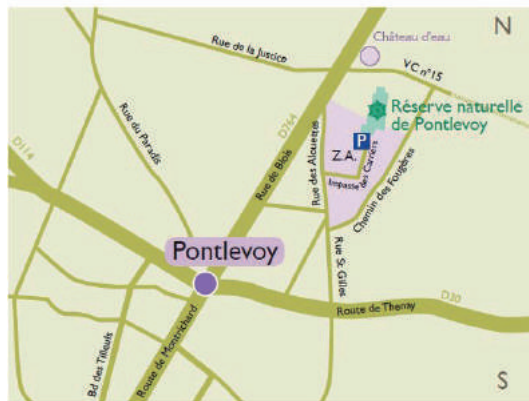 N
Château d'eau
Rue de la Justice
VC n°15
Rue du Paradis
D764
Réserve naturelle
de Pontlevoy
P
D114
Rue de Blois
Rue des Alouettes
Z.A.
Impasse des Carriers
Chemin des Fougères
Pontlevoy
Rue St Gilles
D30
Route de Thenay
Bd des Tilleuls
Route de Montrichard
S